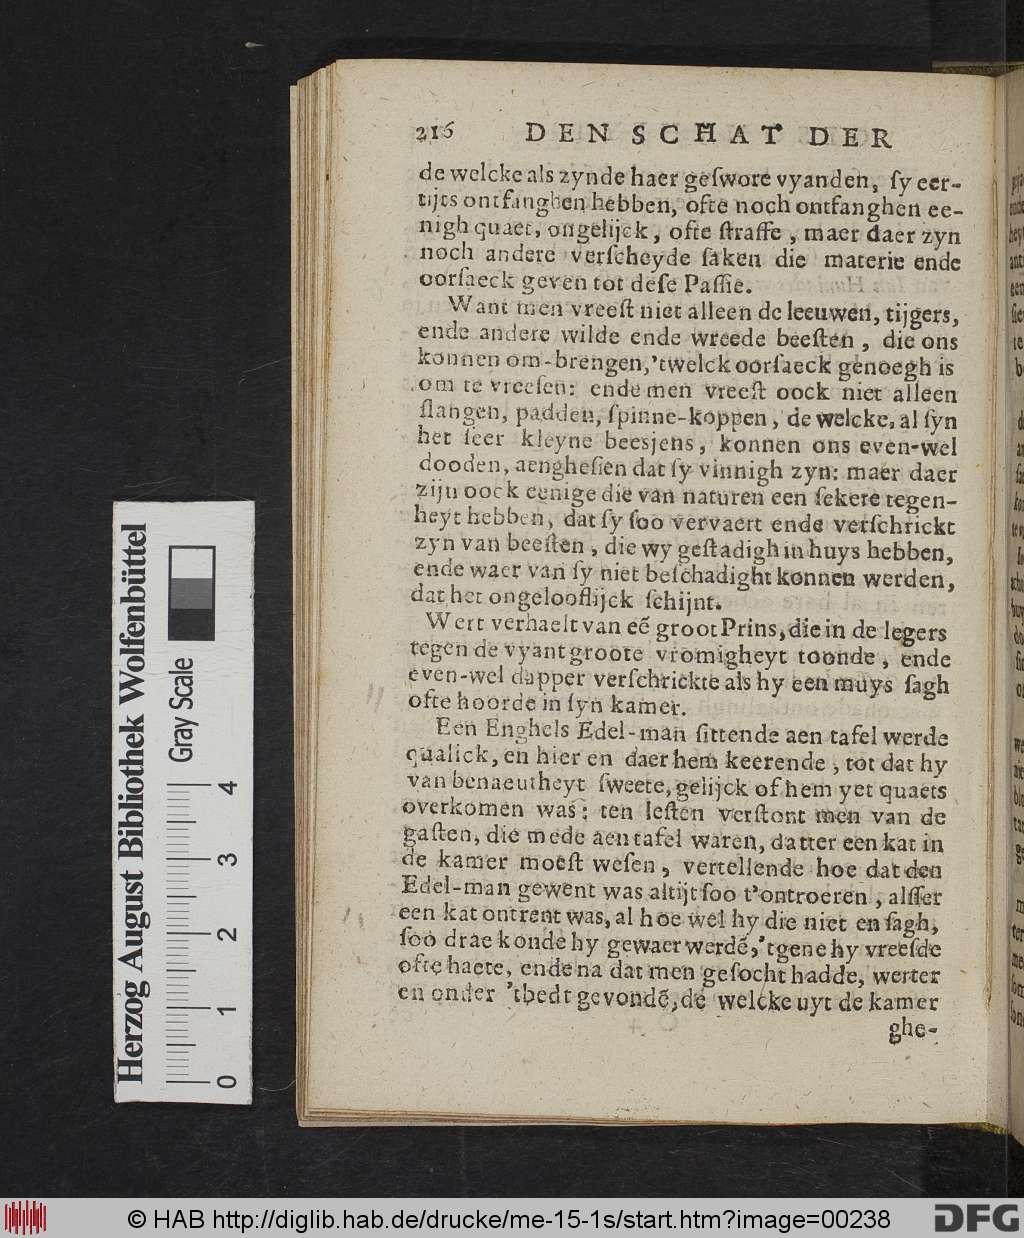 216 DEN SCHAT DER
de welcke als zynde haer geſwore vyanden, ſy eer-
tijts ontfanghen hebben, ofte noch ontfanghen ee-
nigh quaet, ongelijck, ofte ſtraffe, maer daer zyn
noch andere verſcheyde ſaken die materie ende
oorſaeck geven tot deſe Paſſie.
Want men vreeſt niet alleen de leeuwen, tijgers,
ende andere wilde ende wreede beeſten, die ons
konnen om-brengen, 'twelck oorſaeck genoegh is
om te vreeſen: ende men vreeſt oock niet alleen
ſlangen, padden, ſpinne-koppen, de welcke, al ſyn
het ſeer kleyne beesjens, konnen ons even-wel
dooden, aengheſien dat ſy vinnigh zyn: maer daer
zijn oock eenige die van naturen een ſekere tegen-
heyt hebben, dat ſy ſoo vervaert ende verſchrickt
zyn van beeſten, die wy geſtadigh in huys hebben,
ende waer van ſy niet beſchadight konnen werden,
dat het ongelooflijck ſchijnt.
Wert verhaelt van eẽ groot Prins, die in de legers
tegen de vyant groote vromigheyt toonde, ende
even-wel dapper verſchrickte als hy een muys ſagh
ofte hoorde in ſyn kamer.
Een Enghels Edel-man ſittende aen tafel werde
qualick, en hier en daer hem keerende, tot dat hy
van benaeutheyt ſweete, gelijck of hem yet quaets
overkomen was: ten leſten verſtont men van de
gaſten, die mede aen tafel waren, datter een kat in
de kamer moeſt weſen, vertellende hoe dat den
Edel-man gewent was altijt ſoo t'ontroeren, alſſer
een kat ontrent was, al hoe wel hy die niet en ſagh,
ſoo drae konde hy gewaer werdẽ, 'tgene hy vreeſde
ofte haete, ende na dat men geſocht hadde, werter
en onder 'tbedt gevondẽ, de welcke uyt de kamer
ghe-
Herzog August Bibliothek Wolfenbüttel
Gray Scale
0 1 2 3 4
© HAB http://diglib.hab.de/drucke/me-15-1s/start.htm?image=00238
DFG